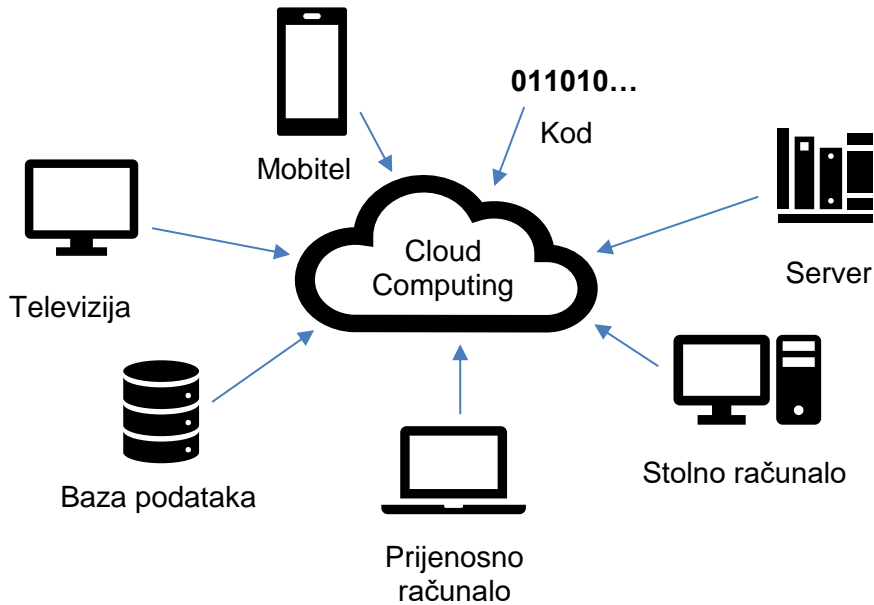 011010…
Kod
Mobitel
Cloud
Computing
Server
Televizija
Stolno računalo
Baza podataka
Prijenosno
računalo